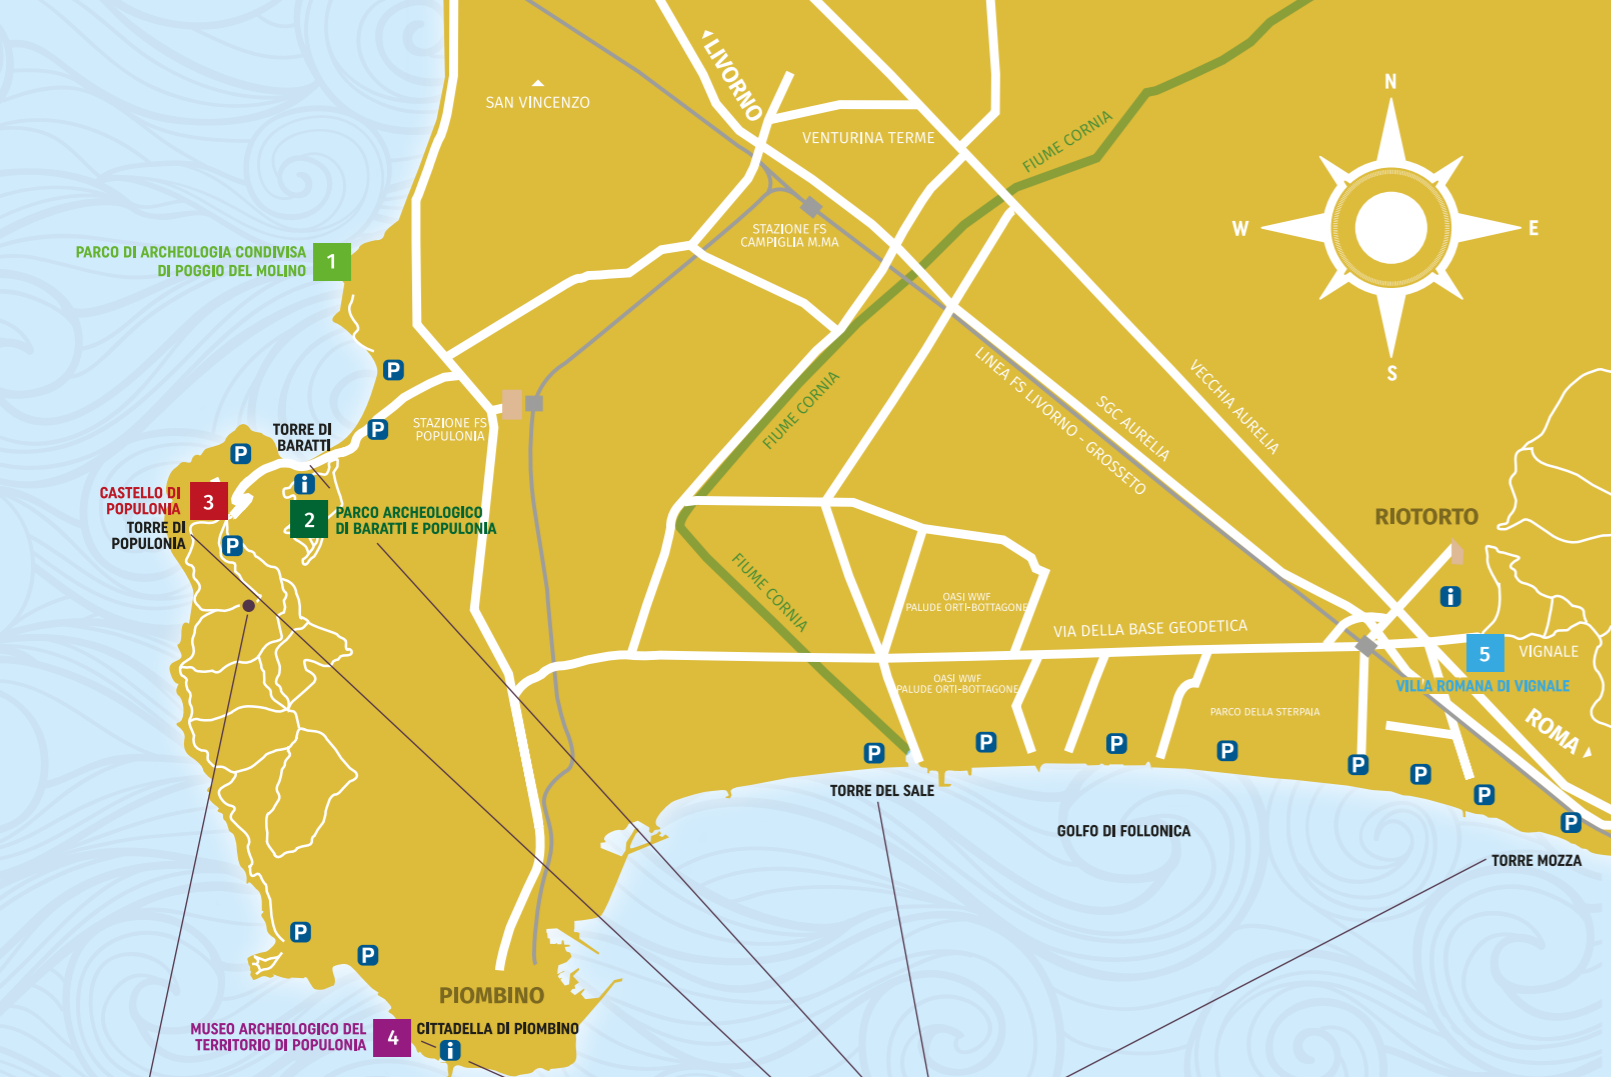 LIVORNO
SAN VINCENZO
VENTURINA TERME
FIUME CORNIA
N
W
E
S
STAZIONE FS
CAMPIGLIA M.MA
PARCO DI ARCHEOLOGIA CONDIVISA
DI POGGIO DEL MOLINO
1
P
P
P
TORRE DI
BARATTI
STAZIONE FS
POPULONIA
FIUME CORNIA
LINEA FS LIVORNO - GROSSETO
SGC AURELIA
VECCHIA AURELIA
i
CASTELLO DI
POPULONIA
3
TORRE DI
POPULONIA
2
PARCO ARCHEOLOGICO
DI BARATTI E POPULONIA
P
RIOTORTO
i
FIUME CORNIA
OASI WWF
PALUDE ORTI-BOTTAGONE
VIA DELLA BASE GEODETICA
5
VIGNALE
VILLA ROMANA DI VIGNALE
OASI WWF
PALUDE ORTI-BOTTAGONE
PARCO DELLA STERPAIA
ROMA
P
P
P
P
P
P
P
P
TORRE DEL SALE
GOLFO DI FOLLONICA
TORRE MOZZA
P
P
PIOMBINO
MUSEO ARCHEOLOGICO DEL
TERRITORIO DI POPULONIA
4
CITTADELLA DI PIOMBINO
i